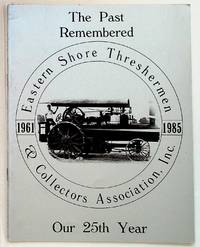 The Past
Remembered
Eastern Shore Threshermen
1961
1985
& Collectors Association, Inc.
Our 25th Year